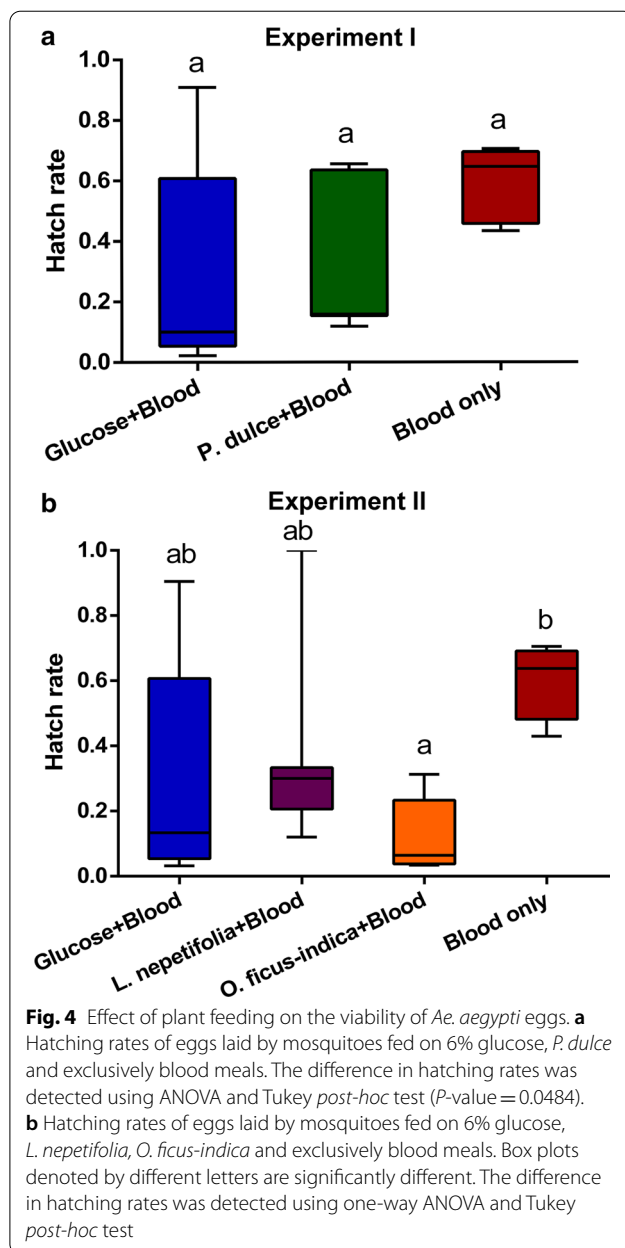 a
Experiment I
1.0
0.8
0.6
0.4
0.2
0.0
Hatch rate
a
a
a
Glucose+Blood
P. dulce+Blood
Blood only
b
Experiment II
1.0
0.8
0.6
0.4
0.2
0.0
Hatch rate
ab
ab
a
b
Glucose+Blood
L. nepetifolia+Blood
O. ficus-indica+Blood
Blood only
Fig. 4 Effect of plant feeding on the viability of Ae. aegypti eggs. a
Hatching rates of eggs laid by mosquitoes fed on 6% glucose, P. dulce
and exclusively blood meals. The difference in hatching rates was
detected using ANOVA and Tukey post-hoc test (P-value = 0.0484).
b Hatching rates of eggs laid by mosquitoes fed on 6% glucose,
L. nepetifolia, O. ficus-indica and exclusively blood meals. Box plots
denoted by different letters are significantly different. The difference
in hatching rates was detected using one-way ANOVA and Tukey
post-hoc test